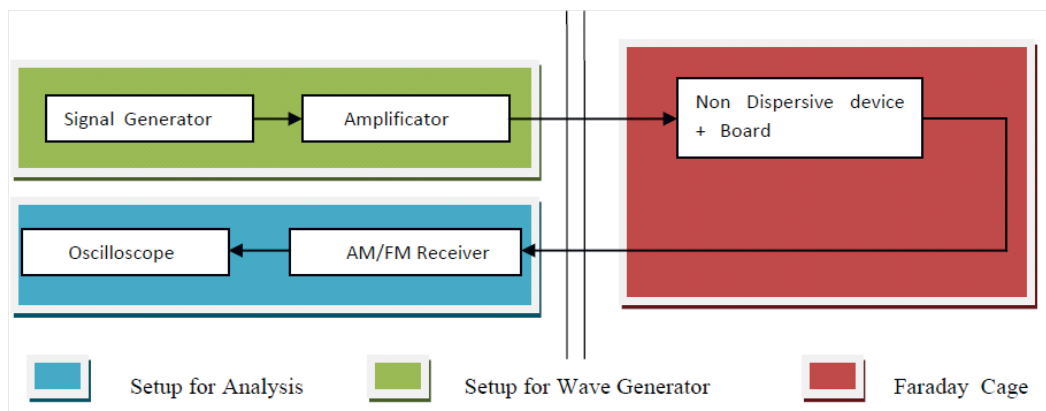 Signal Generator
Amplificator
Non Dispersive device
+ Board
Oscilloscope
AM/FM Receiver
Setup for Analysis
Setup for Wave Generator
Faraday Cage